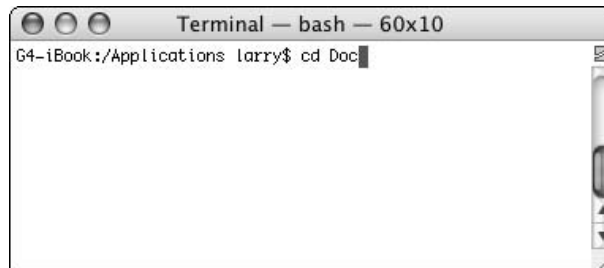 Terminal — bash — 60x10
G4-iBook:/Applications larry$ cd Doc